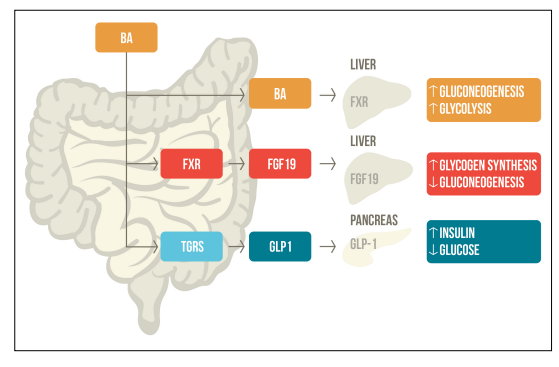 BA
BA
LIVER
FXR
↑ GLUCONEOGENESIS
↑ GLYCOLYSIS
FXR
FGF19
LIVER
FGF19
↑ GLYCOGEN SYNTHESIS
↓ GLUCONEOGENESIS
TGRS
GLP1
PANCREAS
GLP-1
↑ INSULIN
↓ GLUCOSE